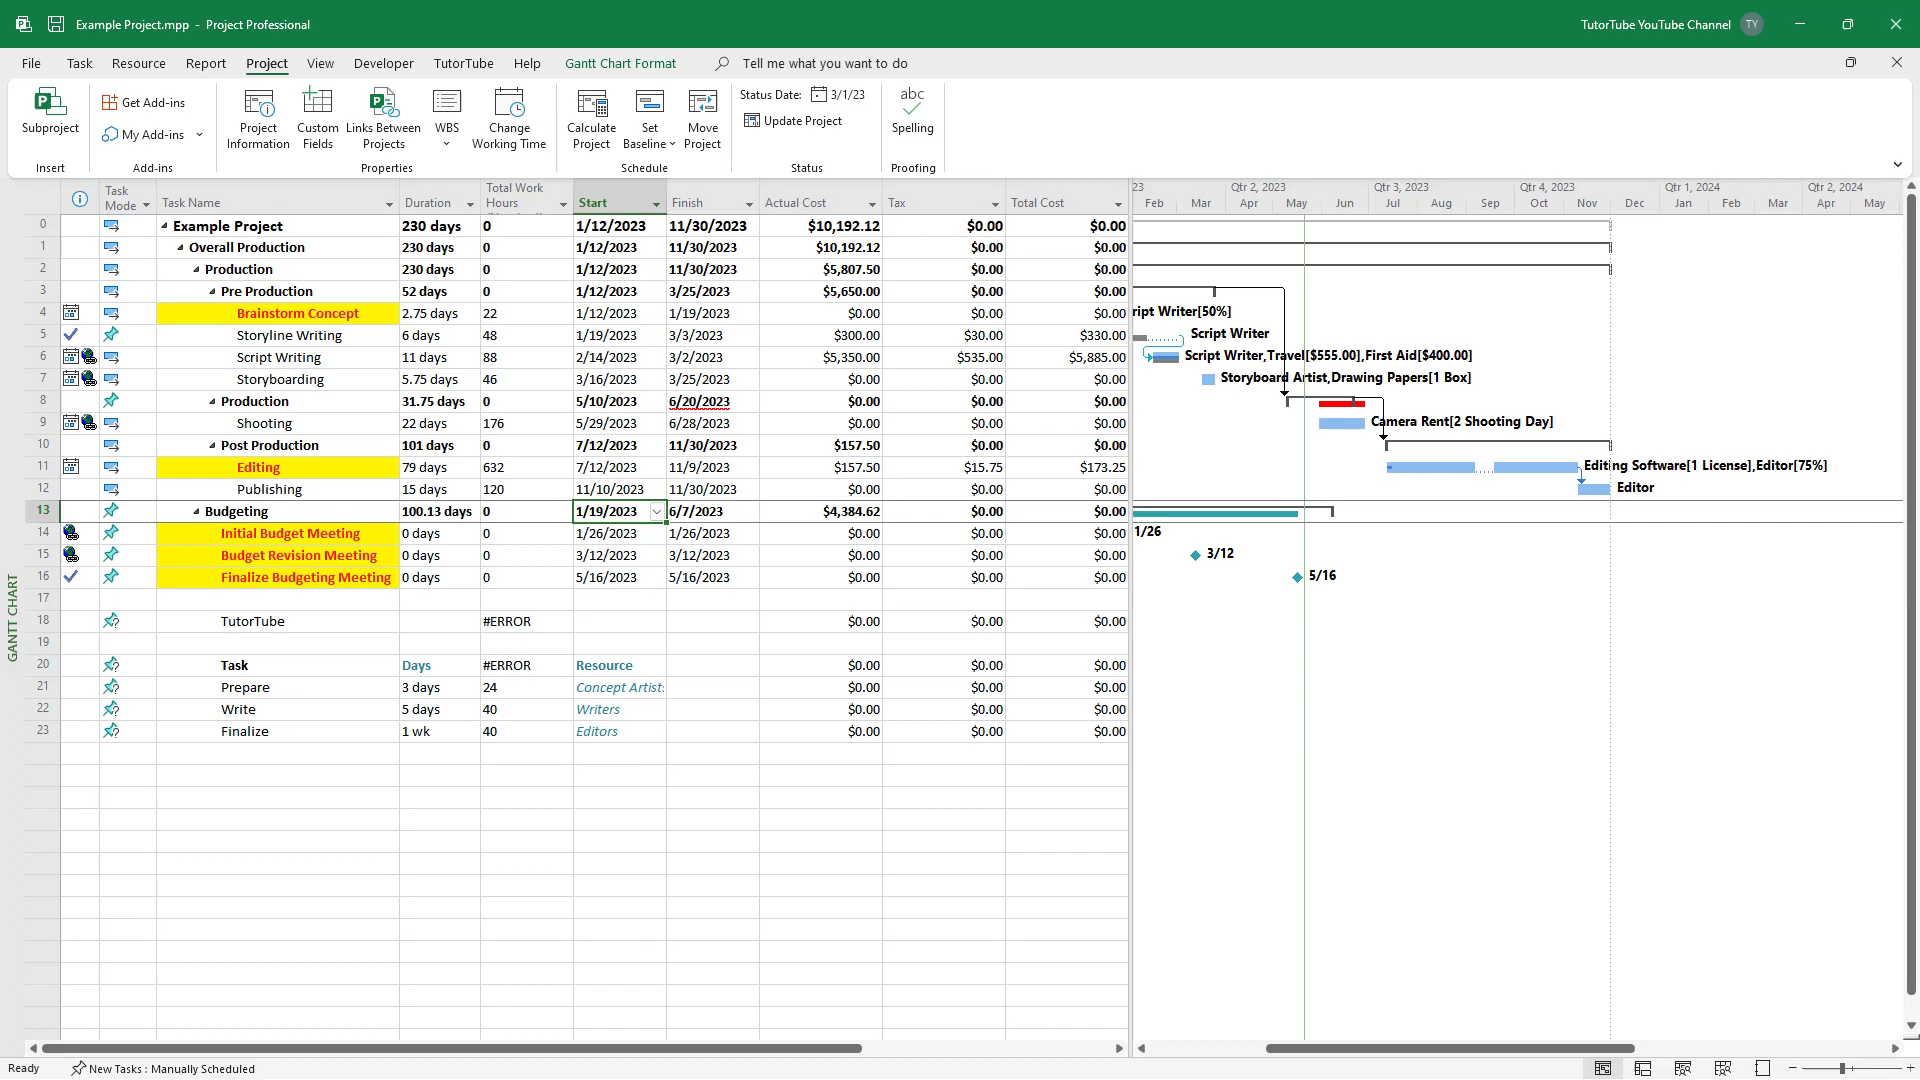 Example Project.mpp - Project Professional
TutorTube YouTube Channel TY
File Task Resource Report Project View Developer TutorTube Help Gantt Chart Format Tell me what you want to do
Subproject
Insert
Get Add-ins
My Add-ins
Add-ins
Project Information
Custom Fields
Links Between Projects
WBS
Change Working Time
Properties
Calculate Project
Set Baseline
Move Project
Schedule
Status Date: 3/1/23
Update Project
Status
abc
Spelling
Proofing
Task Mode Task Name Duration Total Work Hours Start Finish Actual Cost Tax Total Cost
0 Example Project 230 days 0 1/12/2023 11/30/2023 $10,192.12 $0.00 $0.00
1 Overall Production 230 days 0 1/12/2023 11/30/2023 $10,192.12 $0.00 $0.00
2 Production 230 days 0 1/12/2023 11/30/2023 $5,807.50 $0.00 $0.00
3 Pre Production 52 days 0 1/12/2023 3/25/2023 $5,650.00 $0.00 $0.00
4 Brainstorm Concept 2.75 days 22 1/12/2023 1/19/2023 $0.00 $0.00 $0.00
5 Storyline Writing 6 days 48 1/19/2023 3/3/2023 $300.00 $30.00 $330.00
6 Script Writing 11 days 88 2/14/2023 3/2/2023 $5,350.00 $535.00 $5,885.00
7 Storyboarding 5.75 days 46 3/16/2023 3/25/2023 $0.00 $0.00 $0.00
8 Production 31.75 days 0 5/10/2023 6/20/2023 $0.00 $0.00 $0.00
9 Shooting 22 days 176 5/29/2023 6/28/2023 $0.00 $0.00 $0.00
10 Post Production 101 days 0 7/12/2023 11/30/2023 $157.50 $0.00 $0.00
11 Editing 79 days 632 7/12/2023 11/9/2023 $157.50 $15.75 $173.25
12 Publishing 15 days 120 11/10/2023 11/30/2023 $0.00 $0.00 $0.00
13 Budgeting 100.13 days 0 1/19/2023 6/7/2023 $4,384.62 $0.00 $0.00
14 Initial Budget Meeting 0 days 0 1/26/2023 1/26/2023 $0.00 $0.00 $0.00
15 Budget Revision Meeting 0 days 0 3/12/2023 3/12/2023 $0.00 $0.00 $0.00
16 Finalize Budgeting Meeting 0 days 0 5/16/2023 5/16/2023 $0.00 $0.00 $0.00
17
18 TutorTube #ERROR $0.00 $0.00 $0.00
19
20 Task Days #ERROR Resource $0.00 $0.00 $0.00
21 Prepare 3 days 24 Concept Artist $0.00 $0.00 $0.00
22 Write 5 days 40 Writers $0.00 $0.00 $0.00
23 Finalize 1 wk 40 Editors $0.00 $0.00 $0.00
23 Qtr 2, 2023 Qtr 3, 2023 Qtr 4, 2023 Qtr 1, 2024 Qtr 2, 2024
Feb Mar Apr May Jun Jul Aug Sep Oct Nov Dec Jan Feb Mar Apr May
ript Writer[50%]
Script Writer
Script Writer,Travel[$555.00],First Aid[$400.00]
Storyboard Artist,Drawing Papers[1 Box]
Camera Rent[2 Shooting Day]
Editing Software[1 License],Editor[75%]
Editor
1/26
3/12
5/16
GANTT CHART
Ready New Tasks : Manually Scheduled